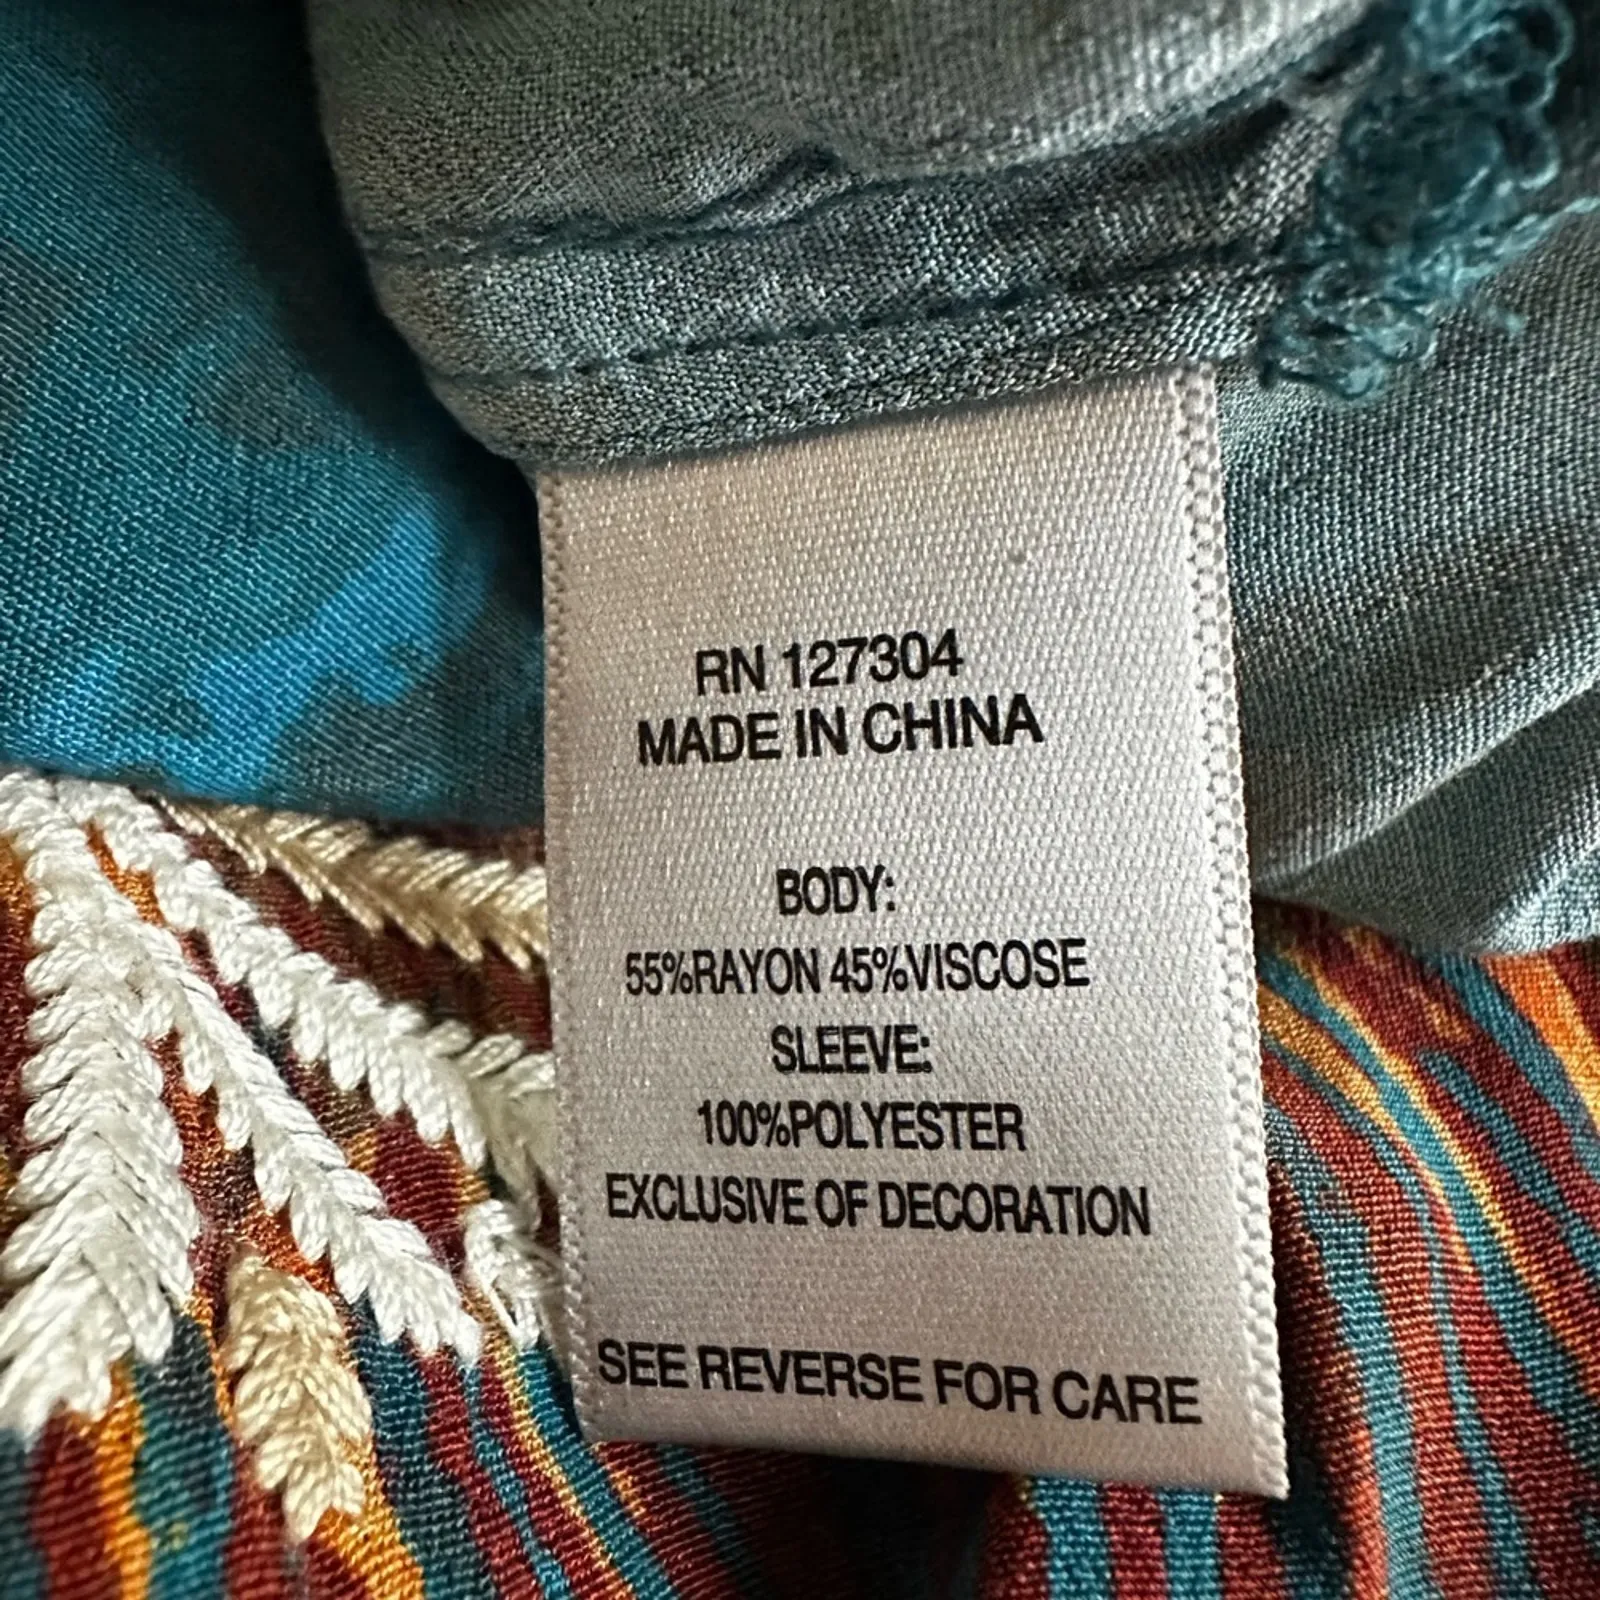 RN 127304
MADE IN CHINA
BODY:
55%RAYON 45%VISCOSE
SLEEVE:
100%POLYESTER
EXCLUSIVE OF DECORATION
SEE REVERSE FOR CARE